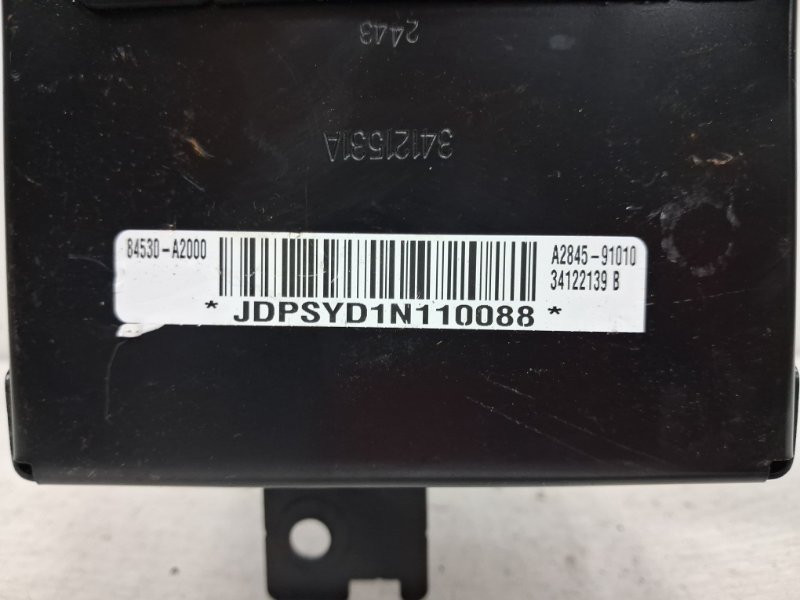 2443
34121531A
84530-A2000
A2845-91010
34122139 B
* JDPSYD1N110088 *